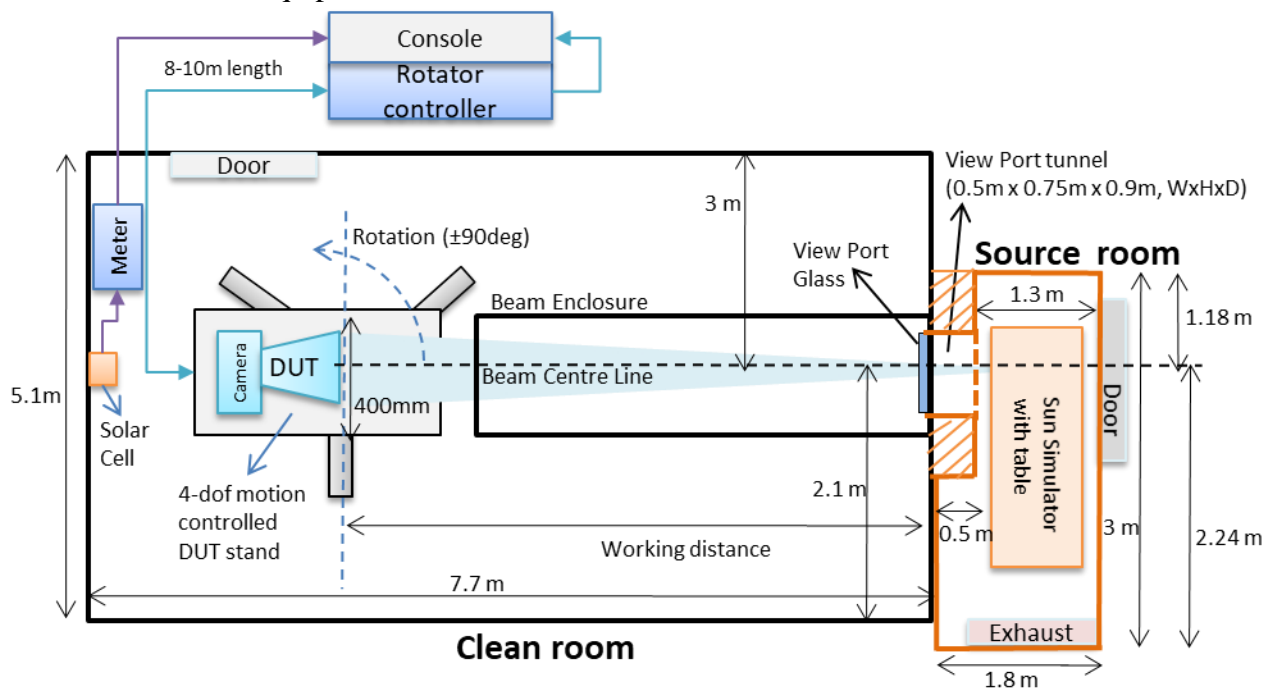 Console
8-10m length
Rotator
controller
Door
View Port tunnel
(0.5m x 0.75m x 0.9m, WxHxD)
3 m
Meter
Rotation (±90deg)
View Port
Glass
Source room
Beam Enclosure
1.3 m
1.18 m
Camera
DUT
Beam Centre Line
5.1m
400mm
Sun Simulator
with table
Door
Solar
Cell
4-dof motion
controlled
DUT stand
2.1 m
0.5 m
3 m
2.24 m
Working distance
7.7 m
Clean room
Exhaust
1.8 m